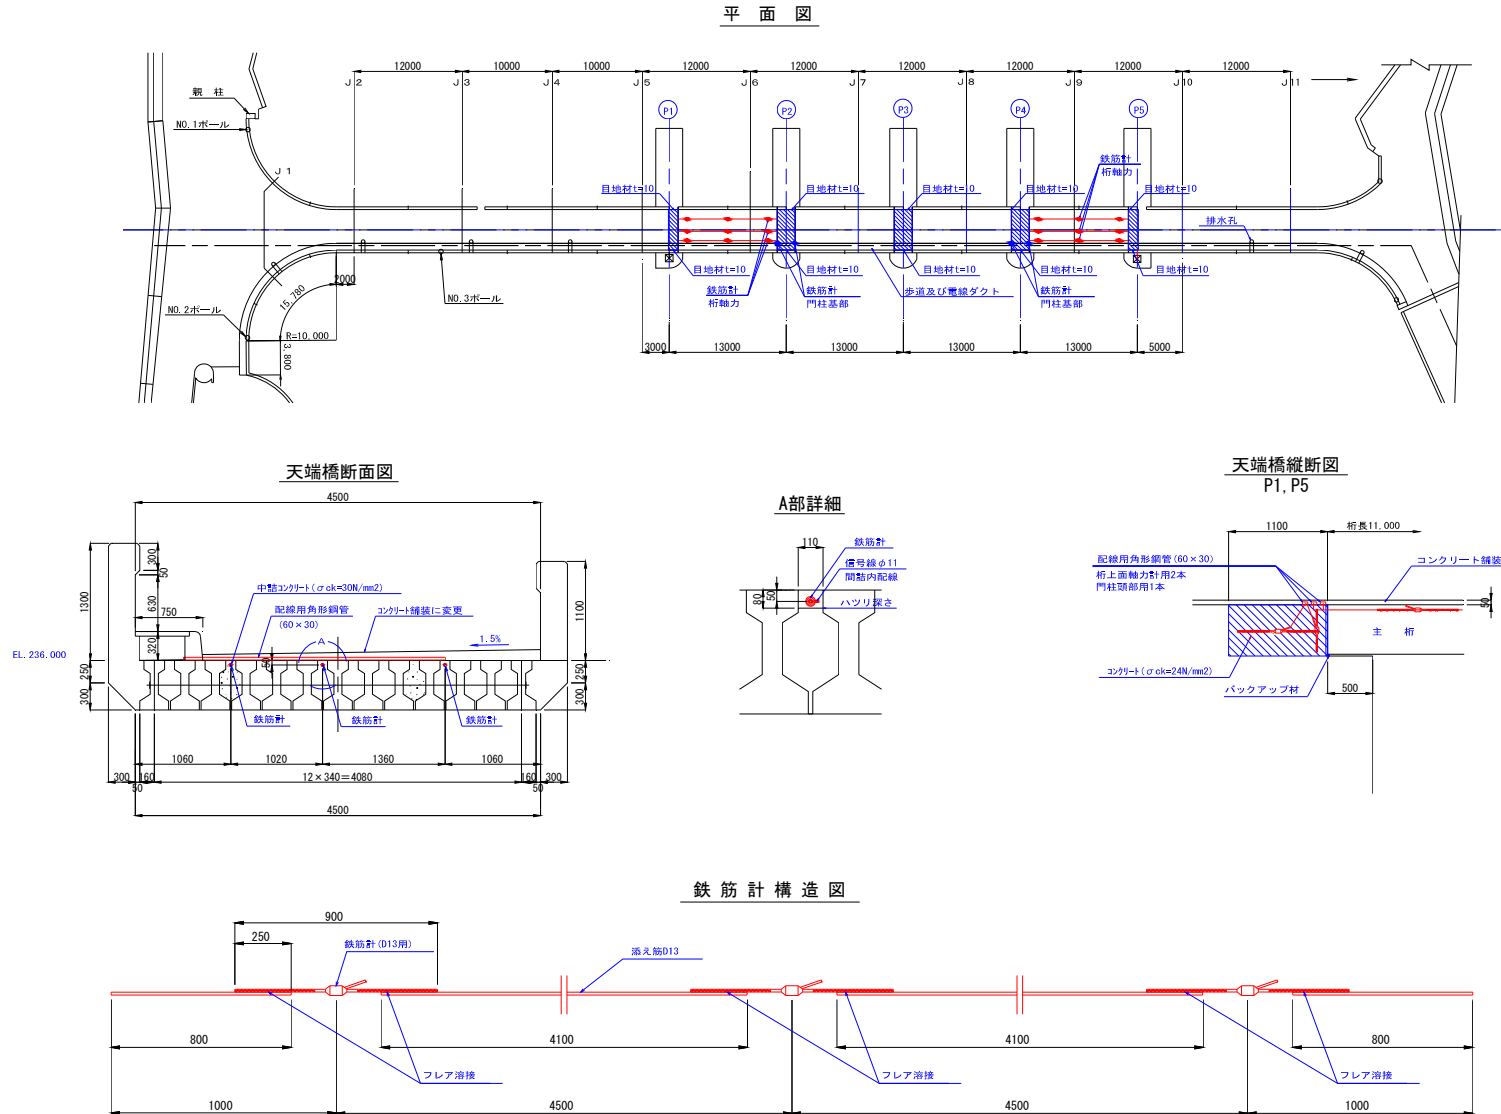 平面図
12000
10000
10000
12000
12000
12000
12000
12000
12000
J2
J3
J4
J5
J6
J7
J8
J9
J10
J11
親柱
NO.1ポール
J1
P1
P2
P3
P4
P5
鉄筋計
桁軸力
目地材t=10
目地材t=10
目地材t=10
目地材t=10
目地材t=10
排水孔
目地材t=10
目地材t=10
目地材t=10
目地材t=10
目地材t=10
2000
15.780
鉄筋計
桁軸力
鉄筋計
門柱基部
歩道及び電線ダクト
鉄筋計
門柱基部
NO.3ポール
NO.2ポール
R=10,000
3.800
3000
13000
13000
13000
13000
5000
天端橋断面図
4500
1300
300
50
630
750
320
中詰コンクリート(σck=30N/mm2)
配線用角形鋼管
(60×30)
コンクリート舗装に変更
A
1.5%
1100
EL.236.000
250
300
50
250
300
鉄筋計
鉄筋計
鉄筋計
1060
1020
1360
1060
300
160
12×340=4080
160
300
50
50
4500
A部詳細
110
鉄筋計
信号線φ11
間詰内配線
80
50
ハツリ深さ
天端橋縦断図
P1,P5
1100
桁長11.000
配線用角形鋼管(60×30)
桁上面軸力計用2本
門柱頭部用1本
コンクリート舗装
50
主桁
コンクリート(σck=24N/mm2)
バックアップ材
500
鉄筋計構造図
900
250
鉄筋計(D13用)
添え筋D13
800
4100
4100
800
フレア溶接
フレア溶接
フレア溶接
1000
4500
4500
1000